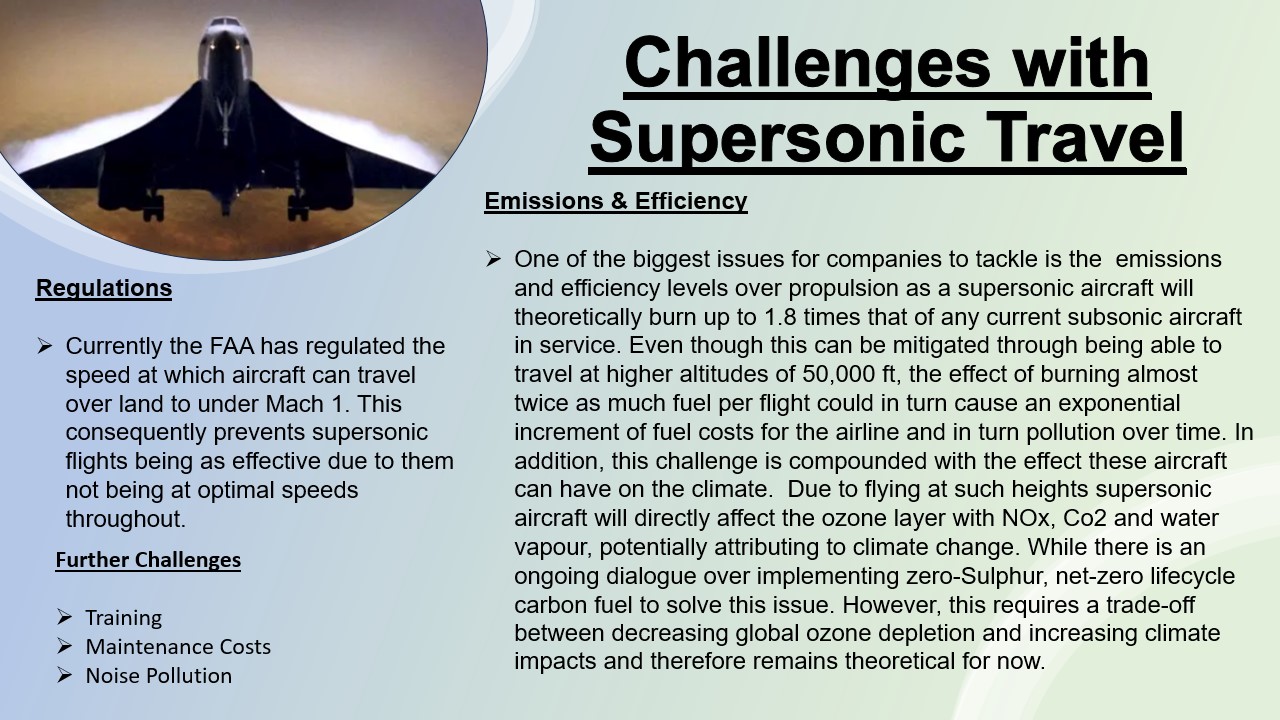 Challenges with
Supersonic Travel
Regulations
➢ Currently the FAA has regulated the
speed at which aircraft can travel
over land to under Mach 1. This
consequently prevents supersonic
flights being as effective due to them
not being at optimal speeds
throughout.
Further Challenges
➢ Training
➢ Maintenance Costs
➢ Noise Pollution
Emissions & Efficiency
➢ One of the biggest issues for companies to tackle is the  emissions
and efficiency levels over propulsion as a supersonic aircraft will
theoretically burn up to 1.8 times that of any current subsonic aircraft
in service. Even though this can be mitigated through being able to
travel at higher altitudes of 50,000 ft, the effect of burning almost
twice as much fuel per flight could in turn cause an exponential
increment of fuel costs for the airline and in turn pollution over time. In
addition, this challenge is compounded with the effect these aircraft
can have on the climate.  Due to flying at such heights supersonic
aircraft will directly affect the ozone layer with NOx, Co2 and water
vapour, potentially attributing to climate change. While there is an
ongoing dialogue over implementing zero-Sulphur, net-zero lifecycle
carbon fuel to solve this issue. However, this requires a trade-off
between decreasing global ozone depletion and increasing climate
impacts and therefore remains theoretical for now.